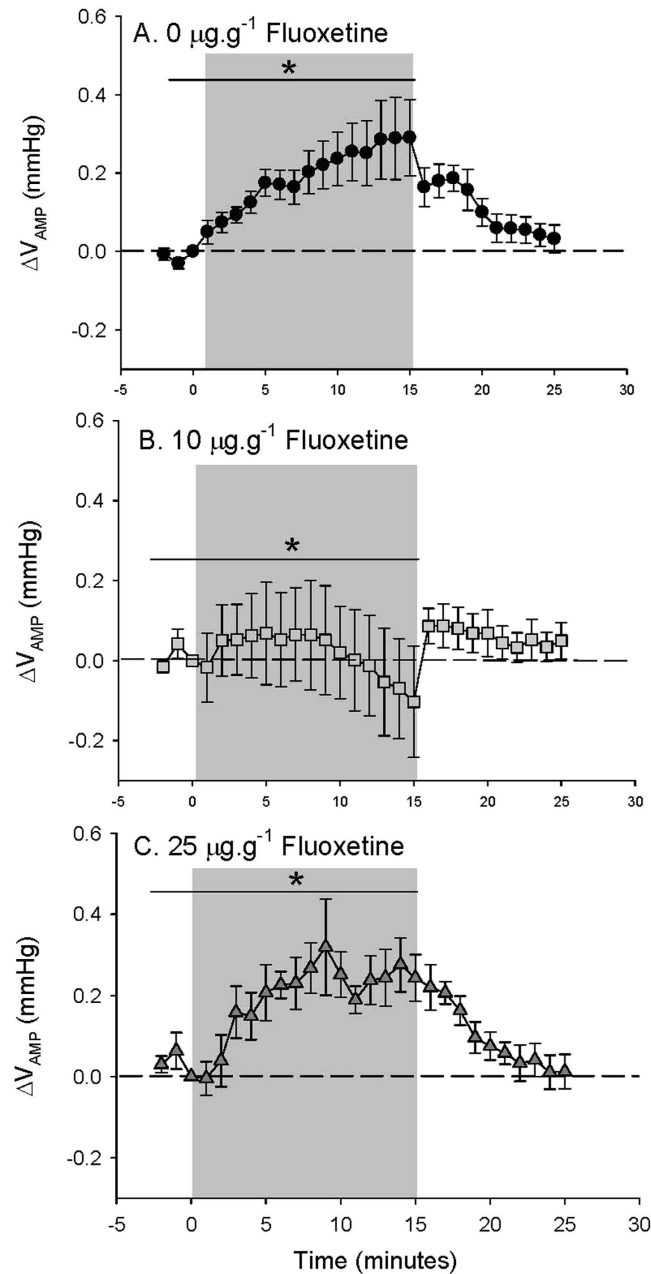 A. 0 μg.g⁻¹ Fluoxetine
*
0.6
0.4
0.2
0.0
-0.2
ΔV_AMP (mmHg)
-5 0 5 10 15 20 25 30
B. 10 μg.g⁻¹ Fluoxetine
*
0.6
0.4
0.2
0.0
-0.2
ΔV_AMP (mmHg)
-5 0 5 10 15 20 25 30
C. 25 μg.g⁻¹ Fluoxetine
*
0.6
0.4
0.2
0.0
-0.2
ΔV_AMP (mmHg)
-5 0 5 10 15 20 25 30
Time (minutes)